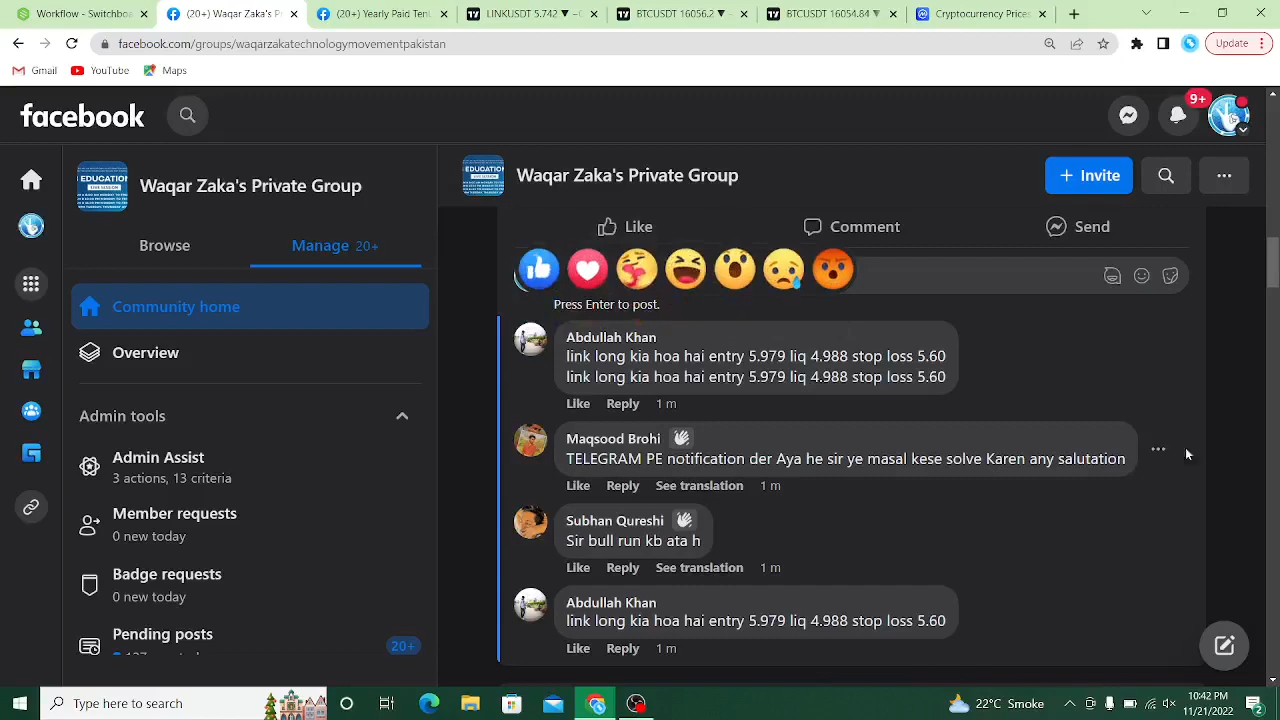 Workflow - Switchboa
(20+) Waqar Zaka's P
(20+) Yearly Paid Ten
LINKUSDT 5.742 ▼
BTCUSDT 16056.2 ▼
BTCUSDT 16054.84 ▼
Cryptocurrency Prices
facebook.com/groups/waqarzakatechnologymovementpakistan
Update
Gmail
YouTube
Maps
facebook
9+
EDUCATION
LIVE SESSION
Waqar Zaka's Private Group
Browse
Manage 20+
Community home
Overview
Admin tools
Admin Assist
3 actions, 13 criteria
Member requests
0 new today
Badge requests
0 new today
Pending posts
20+
EDUCATION
Waqar Zaka's Private Group
+ Invite
Like
Comment
Send
Press Enter to post.
Abdullah Khan
link long kia hoa hai entry 5.979 liq 4.988 stop loss 5.60
link long kia hoa hai entry 5.979 liq 4.988 stop loss 5.60
Like Reply 1 m
Maqsood Brohi
TELEGRAM PE notification der Aya he sir ye masal kese solve Karen any salutation
Like Reply See translation 1 m
Subhan Qureshi
Sir bull run kb ata h
Like Reply See translation 1 m
Abdullah Khan
link long kia hoa hai entry 5.979 liq 4.988 stop loss 5.60
Like Reply 1 m
Type here to search
22°C Smoke
10:42 PM
11/21/2022
2